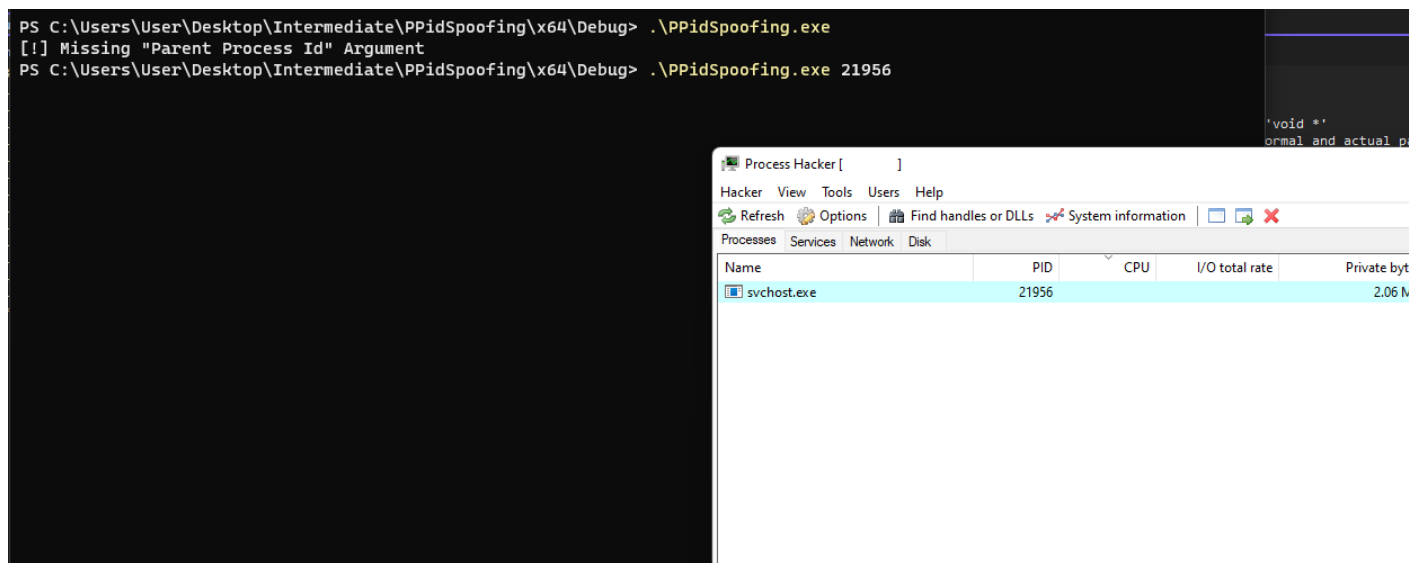 PS C:\Users\User\Desktop\Intermediate\PPidSpoofing\x64\Debug> .\PPidSpoofing.exe
[!] Missing "Parent Process Id" Argument
PS C:\Users\User\Desktop\Intermediate\PPidSpoofing\x64\Debug> .\PPidSpoofing.exe 21956
'void *'
ormal and actual pa
Process Hacker [ ]
Hacker View Tools Users Help
Refresh Options Find handles or DLLs System information
Processes Services Network Disk
Name PID CPU I/O total rate Private byt
svchost.exe 21956 2.06 M